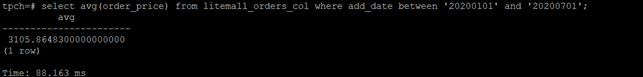 tpch=# select avg(order_price) from litemall_orders_col where add_date between '20200101' and '20200701';
avg
-----------------------
3105.8648300000000000
(1 row)
Time: 88.163 ms